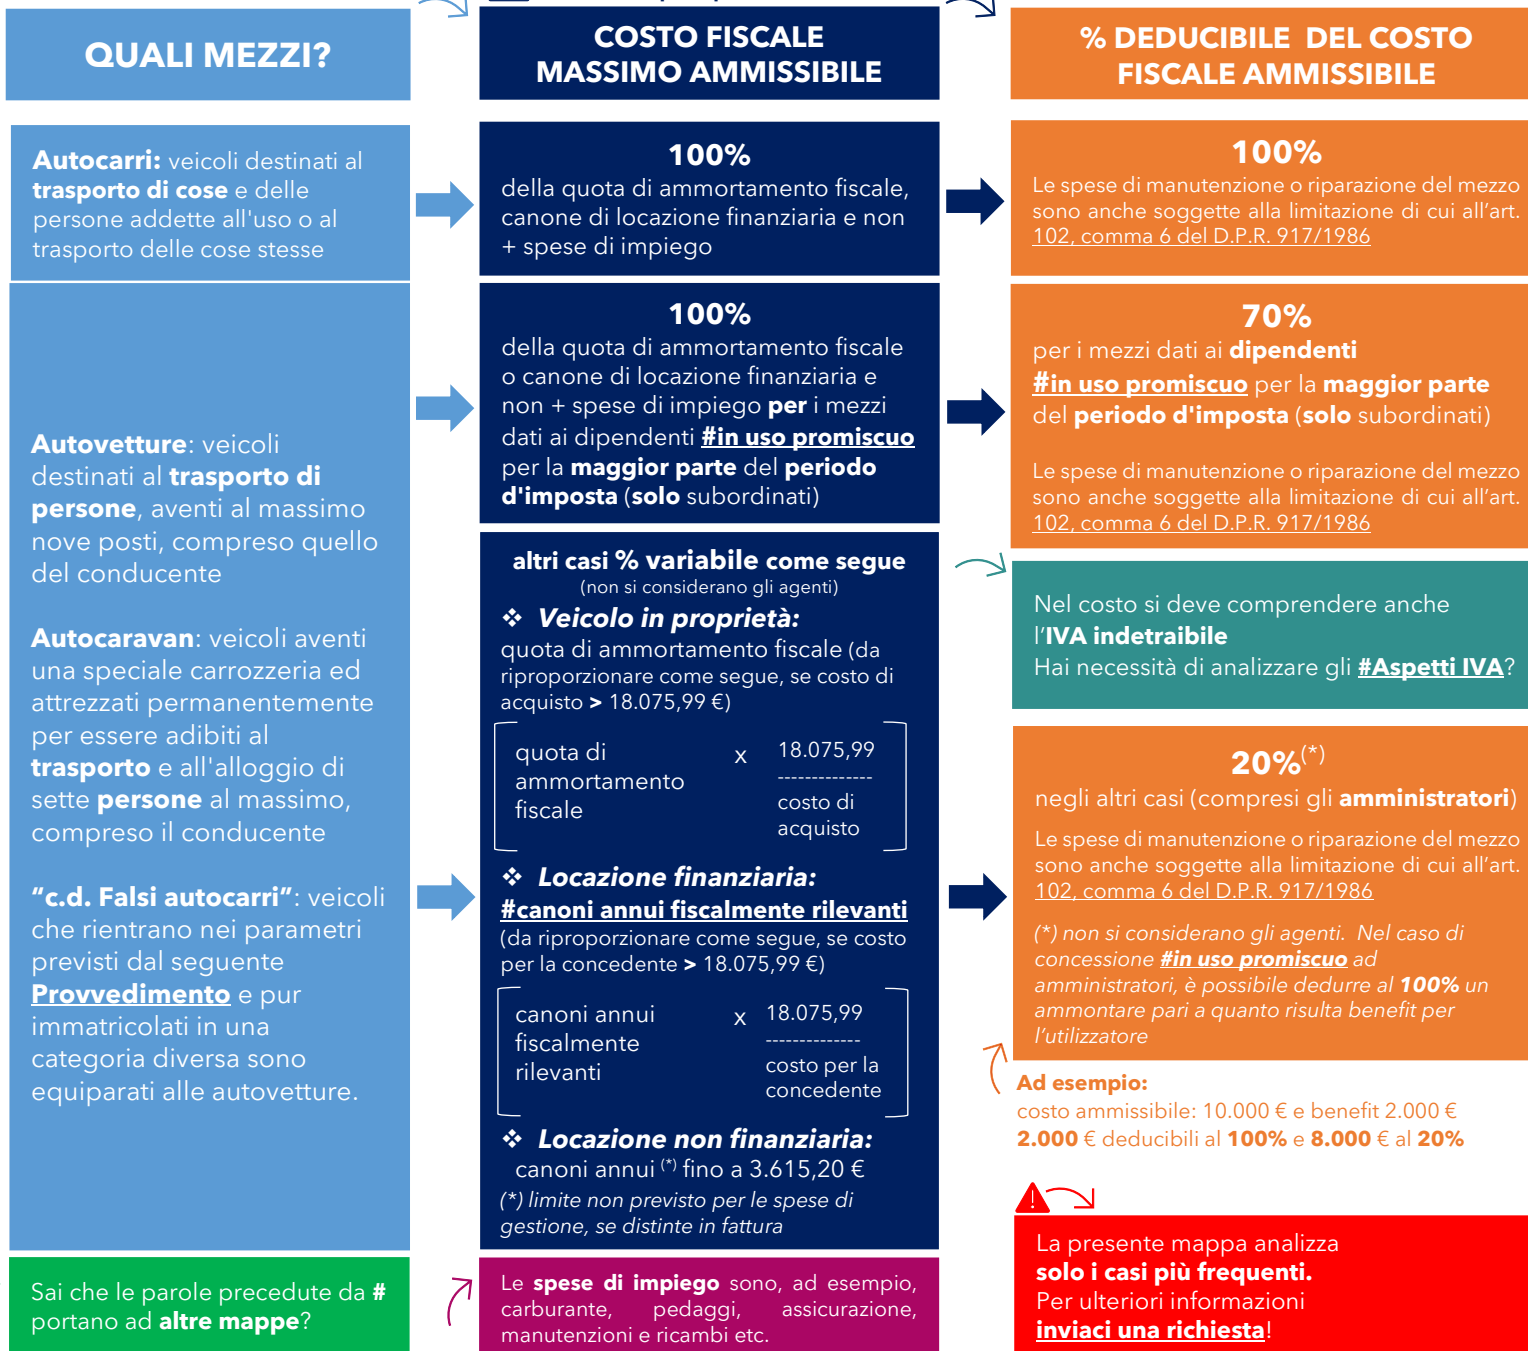 QUALI MEZZI?
COSTO FISCALE
MASSIMO AMMISSIBILE
% DEDUCIBILE DEL COSTO
FISCALE AMMISSIBILE
Autocarri: veicoli destinati al
trasporto di cose e delle
persone addette all'uso o al
trasporto delle cose stesse
100%
della quota di ammortamento fiscale,
canone di locazione finanziaria e non
+ spese di impiego
100%
Le spese di manutenzione o riparazione del mezzo
sono anche soggette alla limitazione di cui all'art.
102, comma 6 del D.P.R. 917/1986
Autovetture: veicoli
destinati al trasporto di
persone, aventi al massimo
nove posti, compreso quello
del conducente
Autocaravan: veicoli aventi
una speciale carrozzeria ed
attrezzati permanentemente
per essere adibiti al
trasporto e all'alloggio di
sette persone al massimo,
compreso il conducente
"c.d. Falsi autocarri": veicoli
che rientrano nei parametri
previsti dal seguente
Provvedimento e pur
immatricolati in una
categoria diversa sono
equiparati alle autovetture.
100%
della quota di ammortamento fiscale
o canone di locazione finanziaria e
non + spese di impiego per i mezzi
dati ai dipendenti #in uso promiscuo
per la maggior parte del periodo
d'imposta (solo subordinati)
70%
per i mezzi dati ai dipendenti
#in uso promiscuo per la maggior parte
del periodo d'imposta (solo subordinati)
Le spese di manutenzione o riparazione del mezzo
sono anche soggette alla limitazione di cui all'art.
102, comma 6 del D.P.R. 917/1986
altri casi % variabile come segue
(non si considerano gli agenti)
❖ Veicolo in proprietà:
quota di ammortamento fiscale (da
riproporzionare come segue, se costo di
acquisto > 18.075,99 €)
quota di
ammortamento
fiscale
x
18.075,99
--------------
costo di
acquisto
❖ Locazione finanziaria:
#canoni annui fiscalmente rilevanti
(da riproporzionare come segue, se costo
per la concedente > 18.075,99 €)
canoni annui
fiscalmente
rilevanti
x
18.075,99
--------------
costo per la
concedente
❖ Locazione non finanziaria:
canoni annui (*) fino a 3.615,20 €
(*) limite non previsto per le spese di
gestione, se distinte in fattura
Nel costo si deve comprendere anche
l'IVA indetraibile
Hai necessità di analizzare gli #Aspetti IVA?
20%(*)
negli altri casi (compresi gli amministratori)
Le spese di manutenzione o riparazione del mezzo
sono anche soggette alla limitazione di cui all'art.
102, comma 6 del D.P.R. 917/1986
(*) non si considerano gli agenti. Nel caso di
concessione #in uso promiscuo ad
amministratori, è possibile dedurre al 100% un
ammontare pari a quanto risulta benefit per
l'utilizzatore
Ad esempio:
costo ammissibile: 10.000 € e benefit 2.000 €
2.000 € deducibili al 100% e 8.000 € al 20%
Sai che le parole precedute da #
portano ad altre mappe?
Le spese di impiego sono, ad esempio,
carburante, pedaggi, assicurazione,
manutenzioni e ricambi etc.
La presente mappa analizza
solo i casi più frequenti.
Per ulteriori informazioni
inviaci una richiesta!